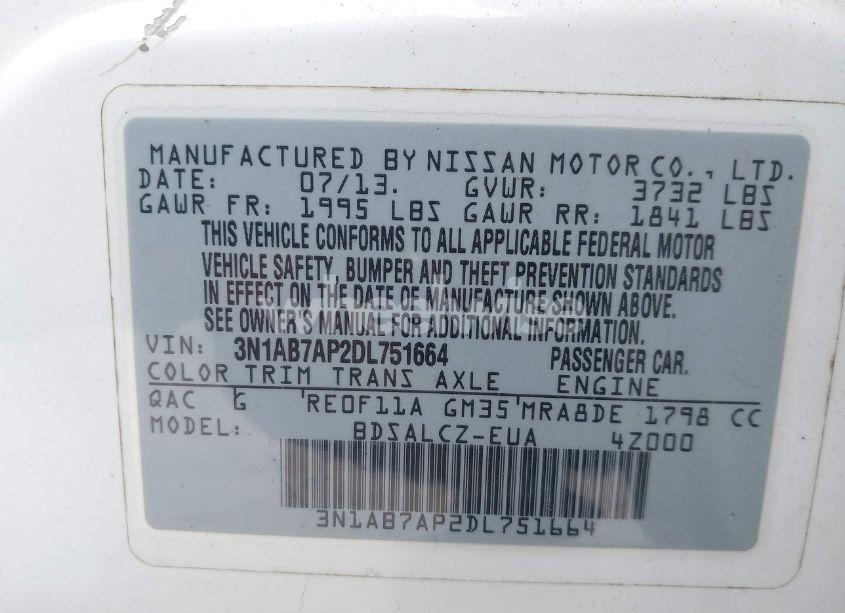 MANUFACTURED BY NISSAN MOTOR CO., LTD.
DATE: 07/13. GVWR: 3732 LBS
GAWR FR: 1995 LBS GAWR RR: 1841 LBS
THIS VEHICLE CONFORMS TO ALL APPLICABLE FEDERAL MOTOR
VEHICLE SAFETY, BUMPER AND THEFT PREVENTION STANDARDS
IN EFFECT ON THE DATE OF MANUFACTURE SHOWN ABOVE.
SEE OWNER'S MANUAL FOR ADDITIONAL INFORMATION.
VIN: 3N1AB7AP2DL751664 PASSENGER CAR.
COLOR TRIM TRANS AXLE ENGINE
QAC G RE0F11A GM35 MRA8DE 1798 CC
MODEL: BDSALCZ-EUA 4Z000
3N1AB7AP2DL751664